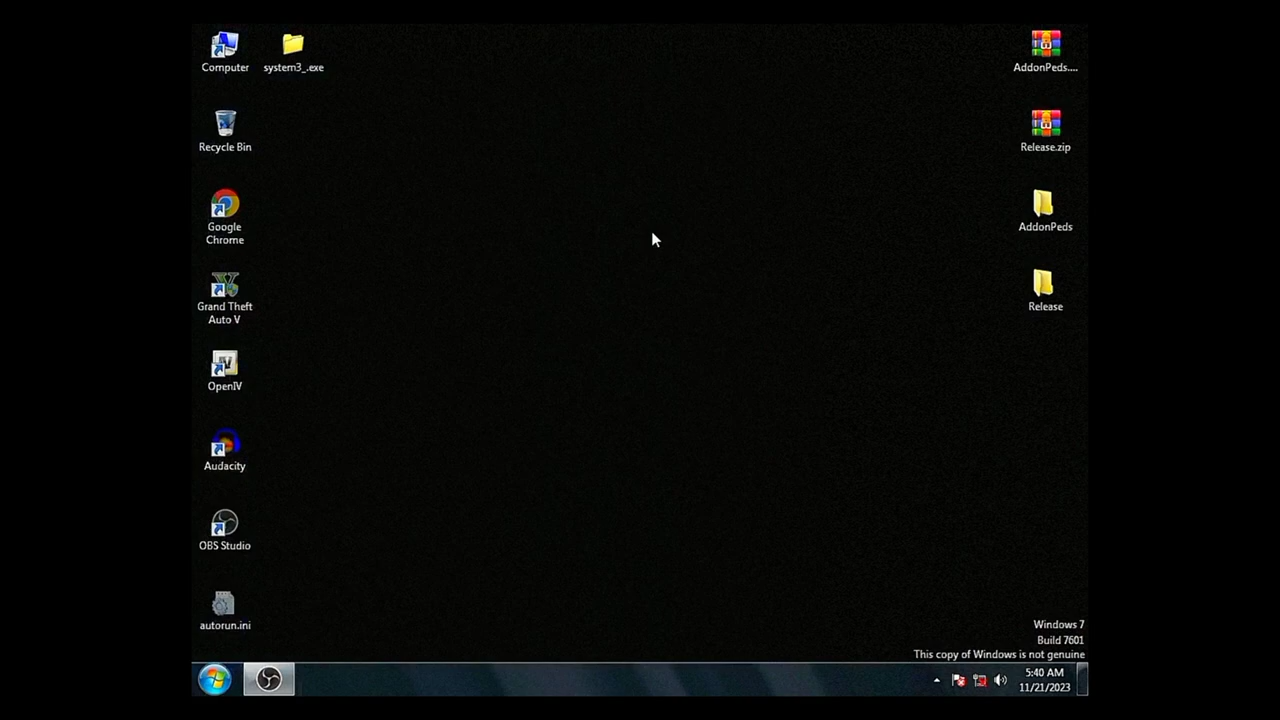 Computer
system3_.exe
AddonPeds....
Recycle Bin
Release.zip
Google
Chrome
AddonPeds
Grand Theft
Auto V
Release
OpenIV
Audacity
OBS Studio
autorun.ini
Windows 7
Build 7601
This copy of Windows is not genuine
5:40 AM
11/21/2023